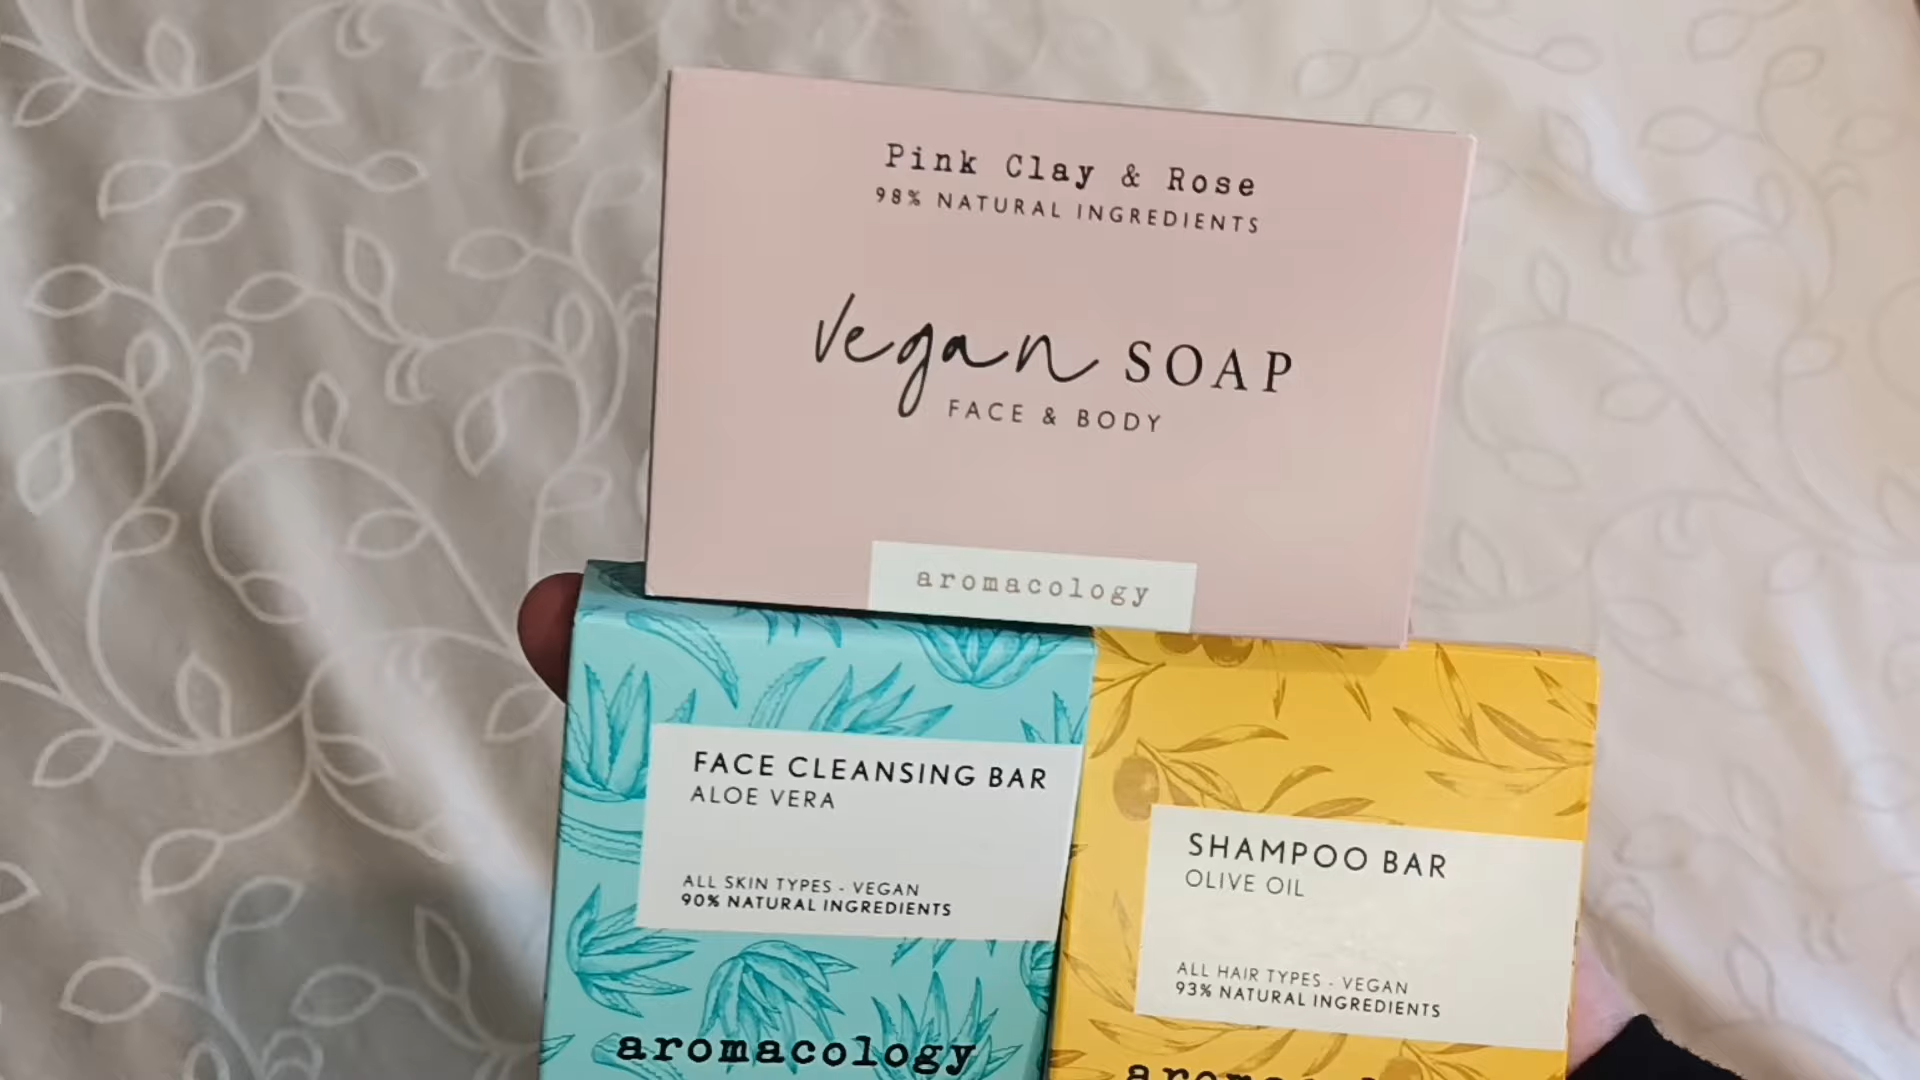 Pink Clay & Rose
98% NATURAL INGREDIENTS
vegan SOAP
FACE & BODY
aromacology
FACE CLEANSING BAR
ALOE VERA
ALL SKIN TYPES - VEGAN
90% NATURAL INGREDIENTS
aromacology
SHAMPOO BAR
OLIVE OIL
ALL HAIR TYPES - VEGAN
93% NATURAL INGREDIENTS